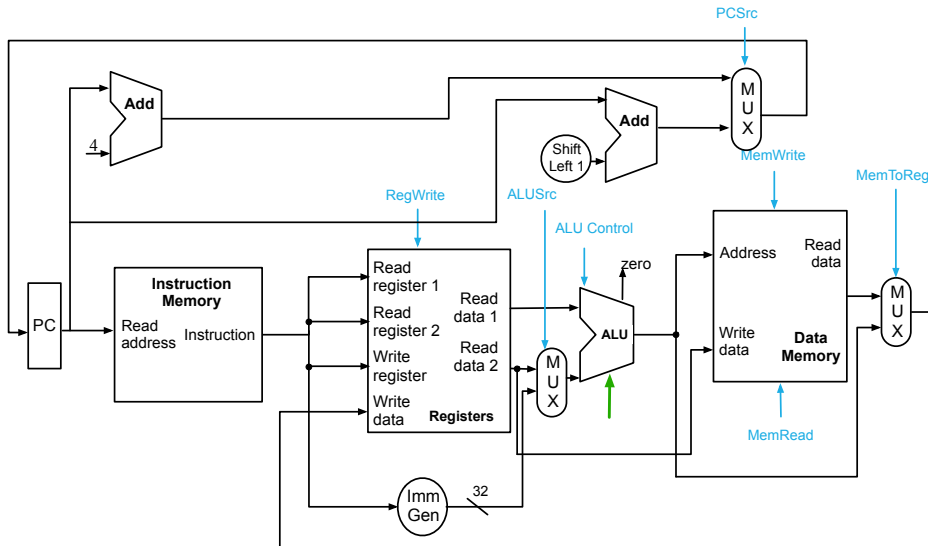 PCSrc
Add
4
Add
M
U
X
Shift
Left 1
MemWrite
RegWrite
ALUSrc
MemToReg
ALU Control
Instruction
Memory
Read
address
Instruction
PC
Read
register 1
Read
register 2
Write
register
Write
data
Read
data 1
Read
data 2
Registers
M
U
X
zero
ALU
Address
Read
data
Write
data
Data
Memory
M
U
X
MemRead
Imm
Gen
32